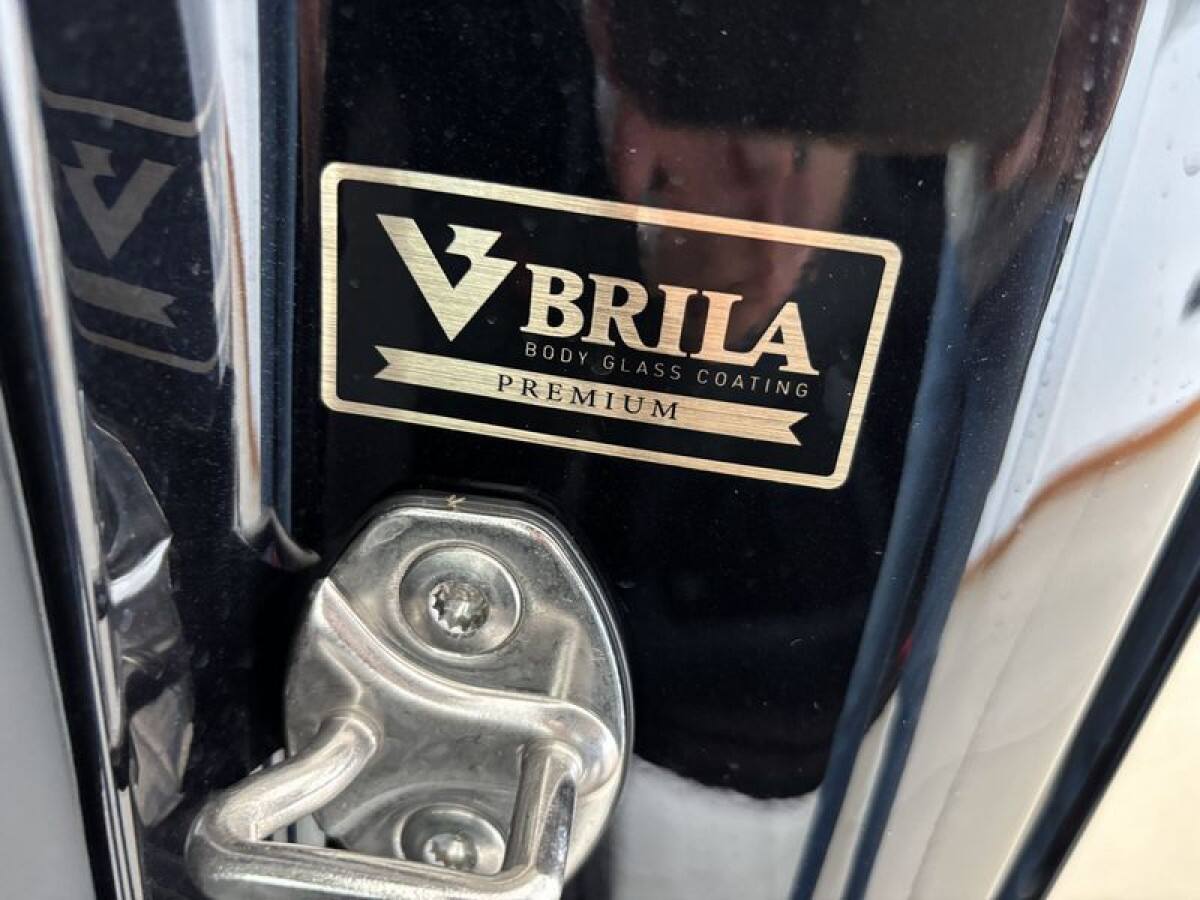 BRILA
BODY GLASS COATING
PREMIUM